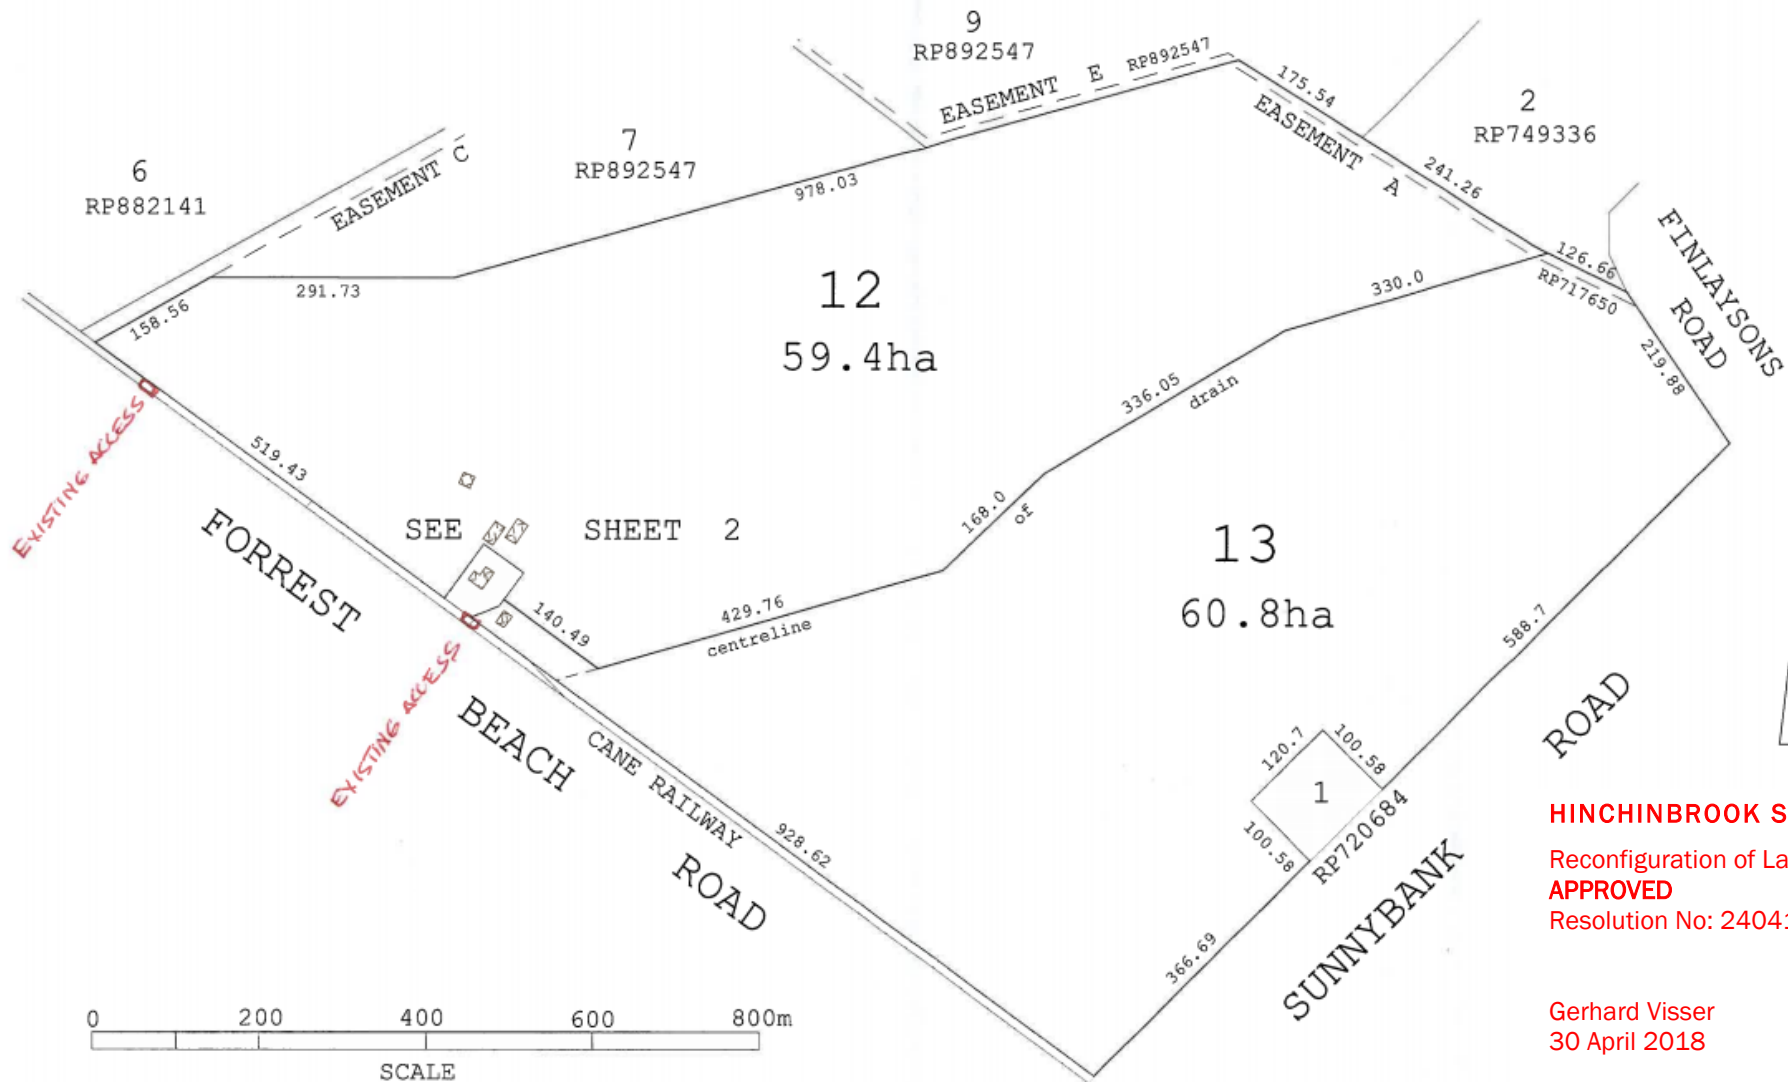 9
RP892547
EASEMENT E RP892547
175.54
EASEMENT A
2
RP749336
241.26
7
RP892547
6
RP882141
EASEMENT C
978.03
291.73
158.56
12
59.4ha
126.66
RP717650
FINLAYSONS
ROAD
219.88
330.0
336.05
drain
168.0
of
429.76
centreline
13
60.8ha
519.43
EXISTING ACCESS
SEE SHEET 2
140.49
EXISTING ACCESS
FORREST
BEACH
ROAD
CANE RAILWAY
928.62
588.7
120.7
100.58
1
100.58
RP720684
366.69
SUNNYBANK
ROAD
HINCHINBROOK S
Reconfiguration of La
APPROVED
Resolution No: 24041
Gerhard Visser
30 April 2018
0 200 400 600 800m
SCALE